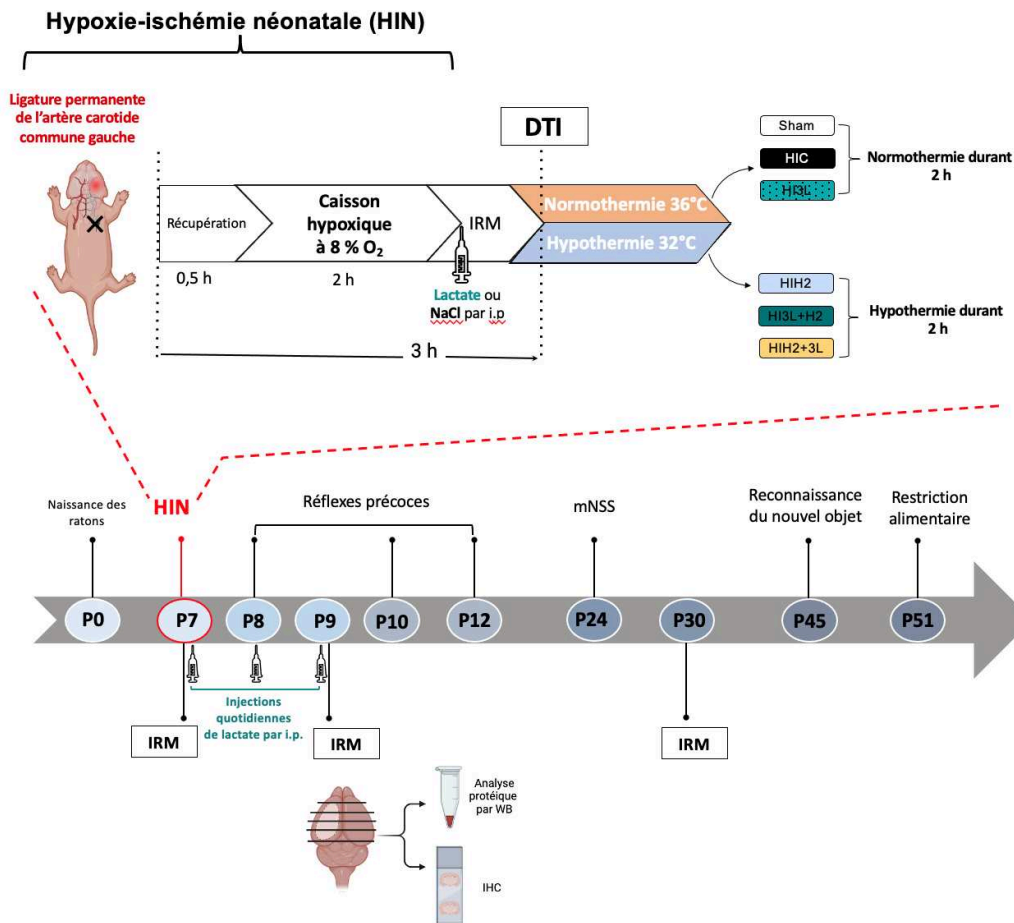 Hypoxie-ischémie néonatale (HIN)
Ligature permanente
de l'artère carotide
commune gauche
DTI
Récupération
Caisson
hypoxique
à 8 % O₂
IRM
Normothermie 36°C
Hypothermie 32°C
0,5 h
2 h
Lactate ou
NaCl par i.p
3 h
Sham
HIC
HI3L
Normothermie durant
2 h
HIH2
HI3L+H2
HIH2+3L
Hypothermie durant
2 h
Naissance des
ratons
HIN
Réflexes précoces
mNSS
Reconnaissance
du nouvel objet
Restriction
alimentaire
P0
P7
P8
P9
P10
P12
P24
P30
P45
P51
Injections
quotidiennes
de lactate par i.p.
IRM
IRM
IRM
Analyse
protéique
par WB
IHC